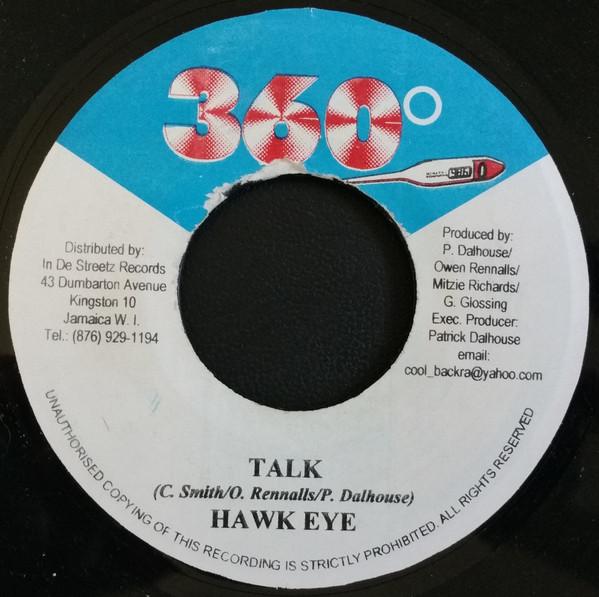 360°
Distributed by:
In De Streetz Records
43 Dumbarton Avenue
Kingston 10
Jamaica W. I.
Tel.: (876) 929-1194
Produced by:
P. Dalhouse/
Owen Rennalls/
Mitzie Richards/
G. Glossing
Exec. Producer:
Patrick Dalhouse
email:
cool_backra@yahoo.com
TALK
(C. Smith/O. Rennalls/P. Dalhouse)
HAWK EYE
UNAUTHORISED COPYING OF THIS RECORDING IS STRICTLY PROHIBITED. ALL RIGHTS RESERVED